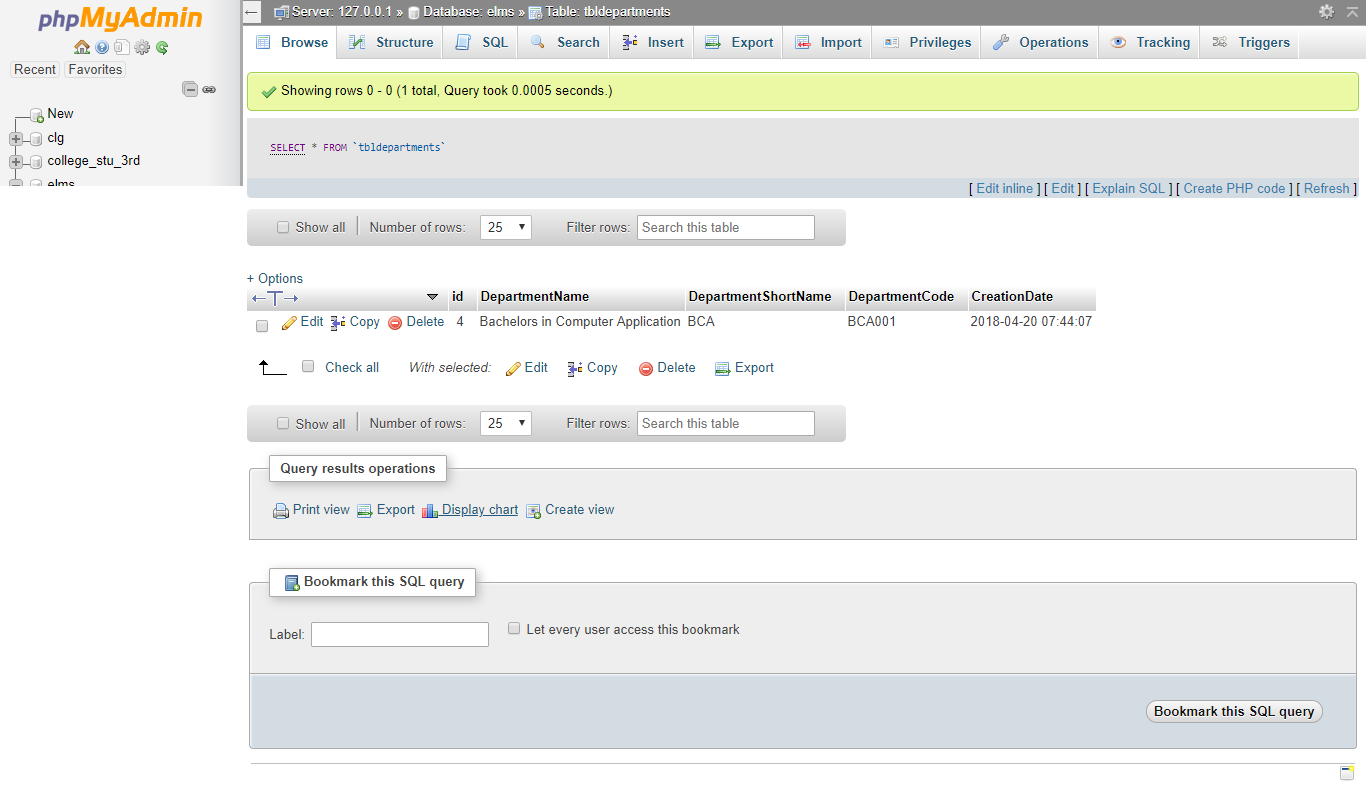 phpMyAdmin
Recent Favorites
New
clg
college_stu_3rd
elms
Server: 127.0.0.1 » Database: elms » Table: tbldepartments
Browse Structure SQL Search Insert Export Import Privileges Operations Tracking Triggers
Showing rows 0 - 0 (1 total, Query took 0.0005 seconds.)
SELECT * FROM `tbldepartments`
[ Edit inline ] [ Edit ] [ Explain SQL ] [ Create PHP code ] [ Refresh ]
Show all Number of rows: 25 Filter rows: Search this table
+ Options
id DepartmentName DepartmentShortName DepartmentCode CreationDate
Edit Copy Delete 4 Bachelors in Computer Application BCA BCA001 2018-04-20 07:44:07
Check all With selected: Edit Copy Delete Export
Show all Number of rows: 25 Filter rows: Search this table
Query results operations
Print view Export Display chart Create view
Bookmark this SQL query
Label: Let every user access this bookmark
Bookmark this SQL query